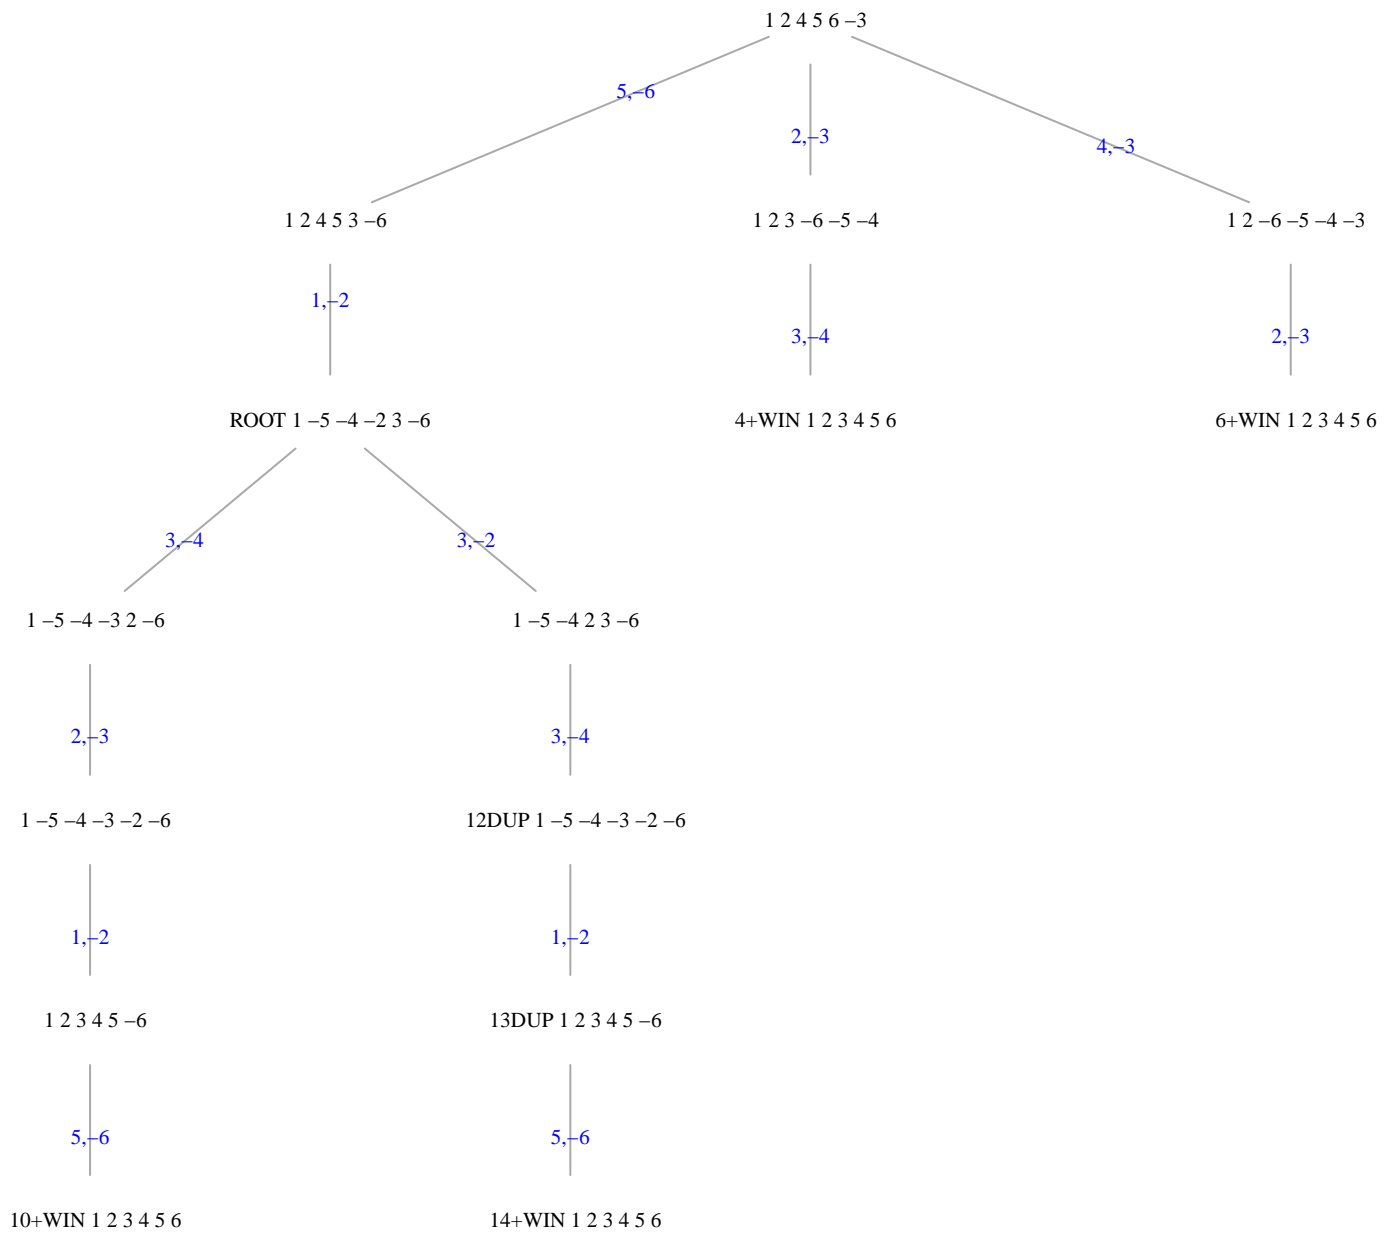 1 2 4 5 6 –3
5,–6
2,–3
4,–3
1 2 4 5 3 –6
1 2 3 –6 –5 –4
1 2 –6 –5 –4 –3
1,–2
3,–4
2,–3
ROOT 1 –5 –4 –2 3 –6
4+WIN 1 2 3 4 5 6
6+WIN 1 2 3 4 5 6
3,–4
3,–2
1 –5 –4 –3 2 –6
1 –5 –4 2 3 –6
2,–3
3,–4
1 –5 –4 –3 –2 –6
12DUP 1 –5 –4 –3 –2 –6
1,–2
1,–2
1 2 3 4 5 –6
13DUP 1 2 3 4 5 –6
5,–6
5,–6
10+WIN 1 2 3 4 5 6
14+WIN 1 2 3 4 5 6